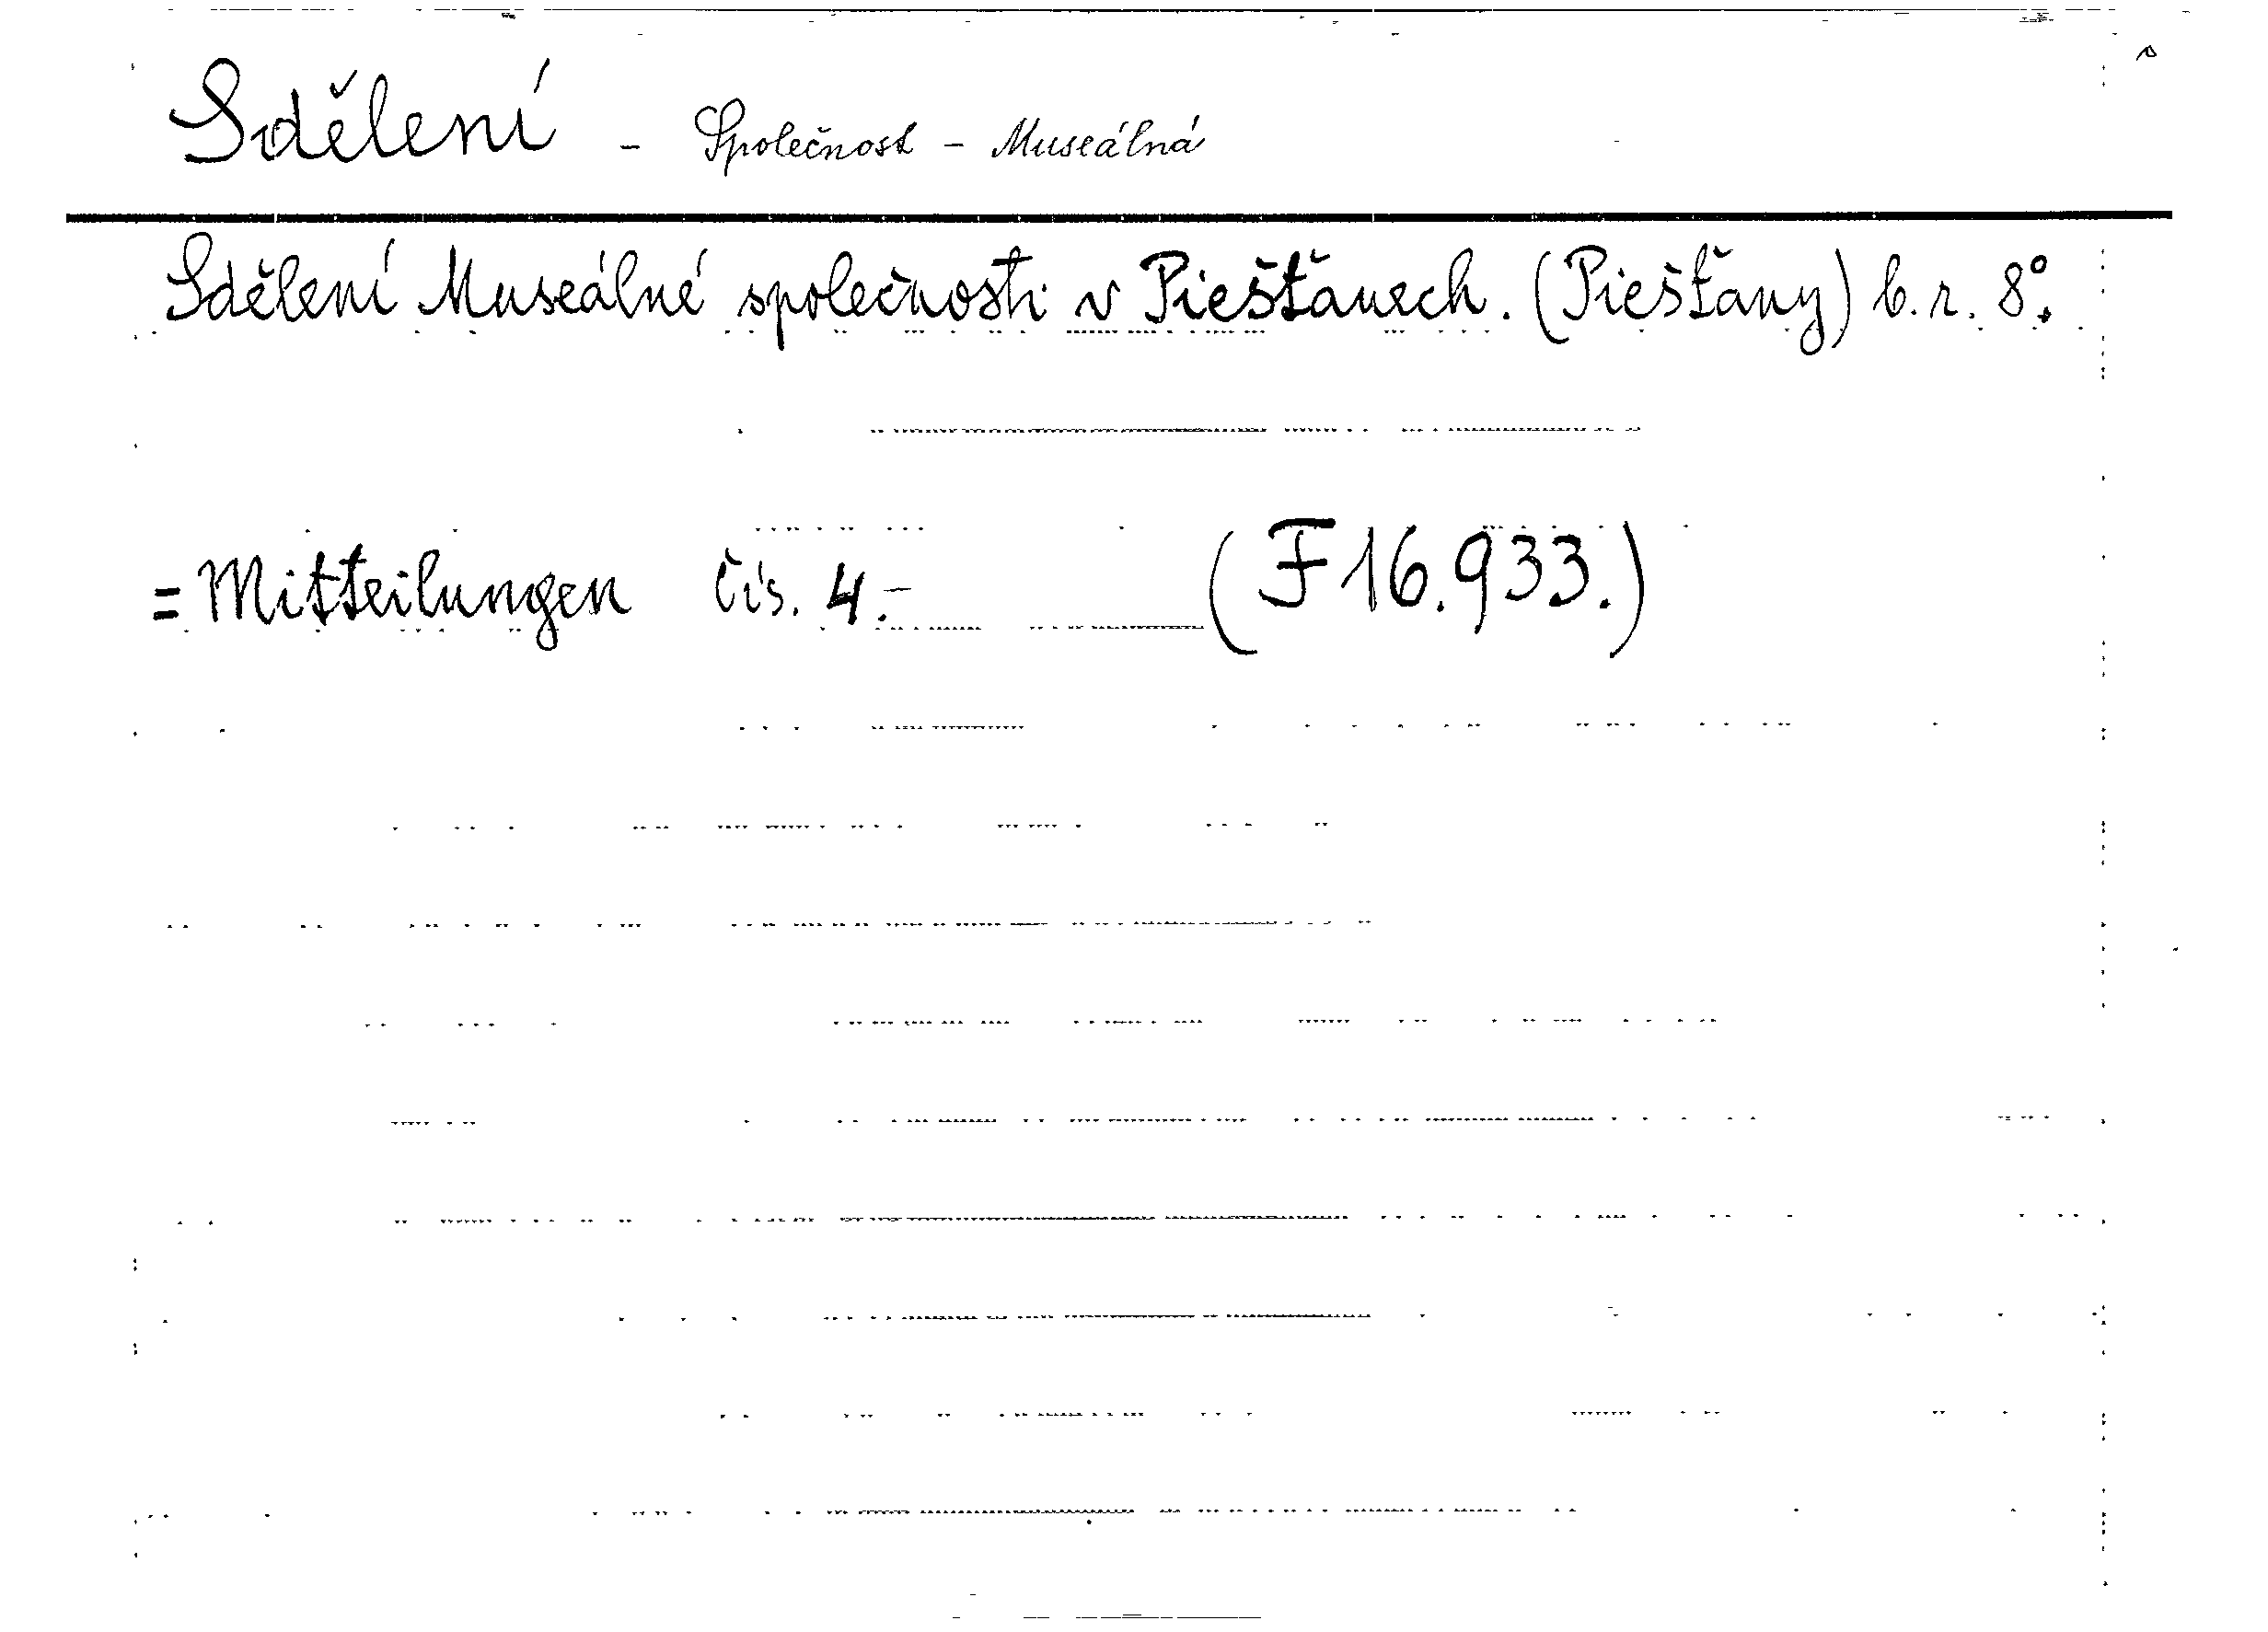 Sdělení - Společnost - Museálná
Sdělení Museálné společnosti v Piešťanech. (Piešťany) b. r. 8°.
= Mitteilungen čís. 4.- (F 16.933.)